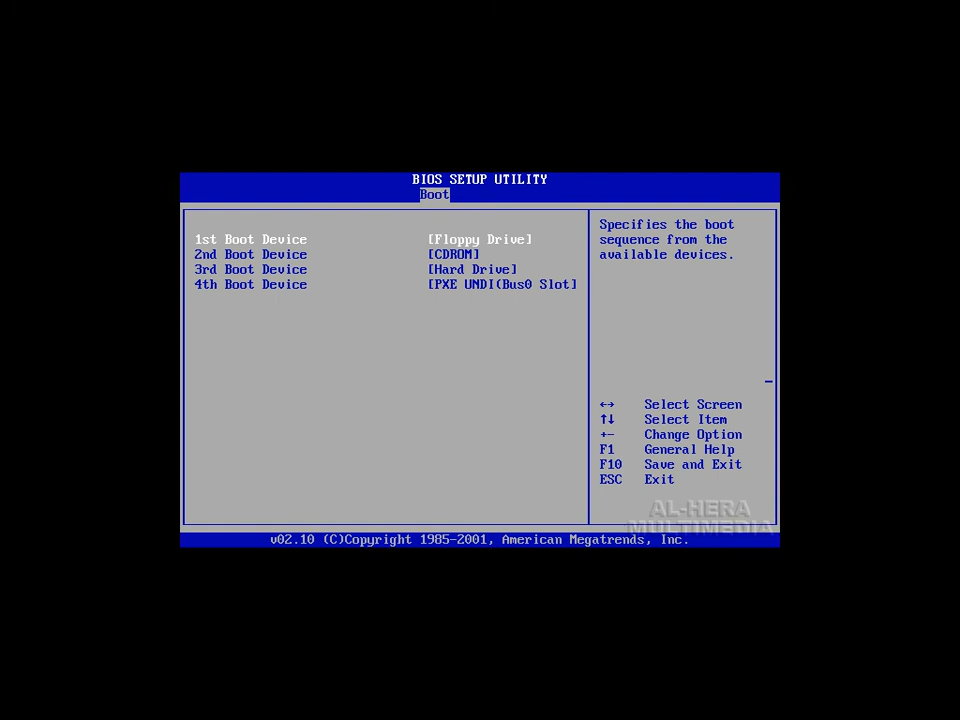 BIOS SETUP UTILITY
Boot
1st Boot Device [Floppy Drive]
2nd Boot Device [CDROM]
3rd Boot Device [Hard Drive]
4th Boot Device [PXE UNDI(Bus0 Slot]
Specifies the boot
sequence from the
available devices.
↔ Select Screen
↑↓ Select Item
+- Change Option
F1 General Help
F10 Save and Exit
ESC Exit
AL-HERA
MULTIMEDIA
v02.10 (C)Copyright 1985-2001, American Megatrends, Inc.